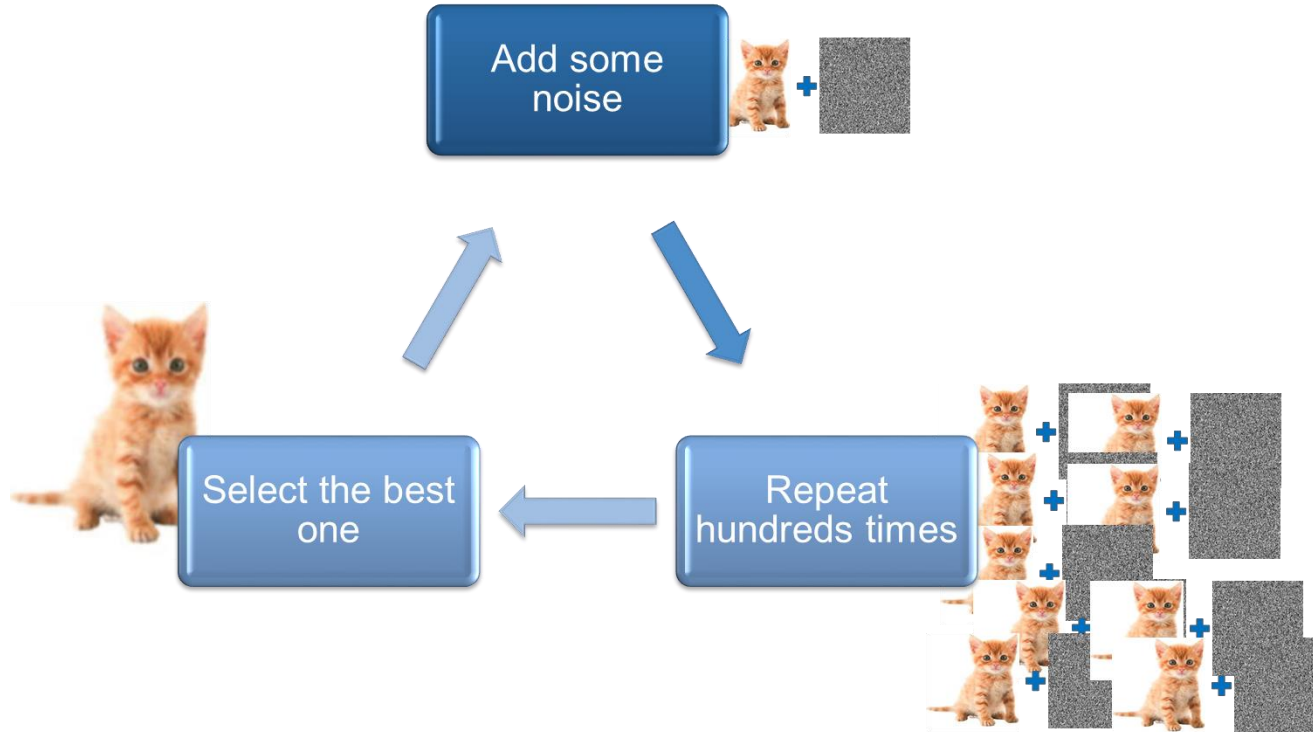 Add some
noise
Repeat
hundreds times
Select the best
one